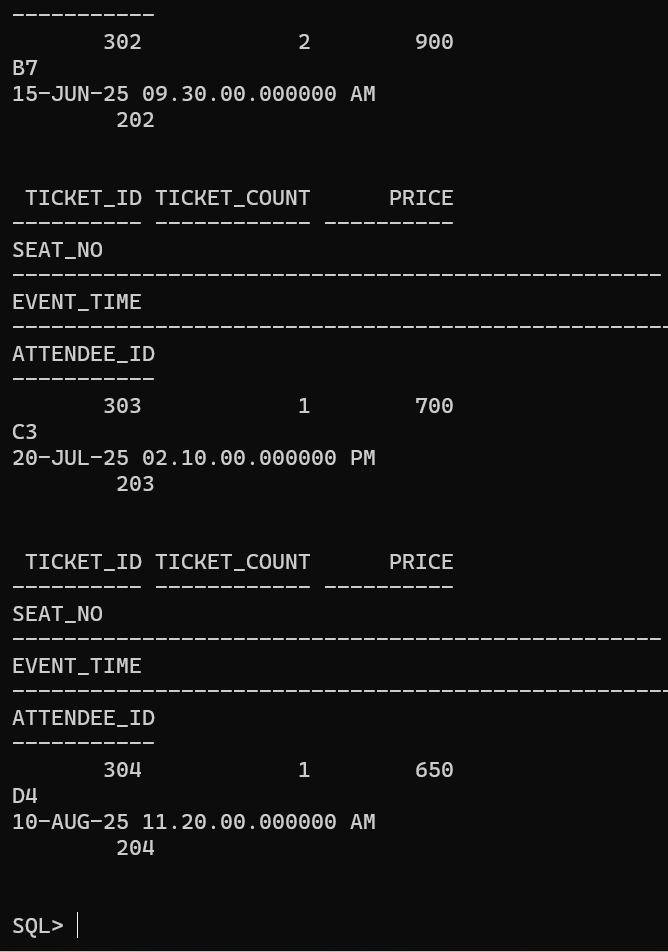 -----------
       302            2        900
B7
15-JUN-25 09.30.00.000000 AM
        202
 TICKET_ID TICKET_COUNT      PRICE
---------- ------------ ----------
SEAT_NO
--------------------------------------------------
EVENT_TIME
---------------------------------------------------
ATTENDEE_ID
-----------
       303            1        700
C3
20-JUL-25 02.10.00.000000 PM
        203
 TICKET_ID TICKET_COUNT      PRICE
---------- ------------ ----------
SEAT_NO
--------------------------------------------------
EVENT_TIME
---------------------------------------------------
ATTENDEE_ID
-----------
       304            1        650
D4
10-AUG-25 11.20.00.000000 AM
        204
SQL>